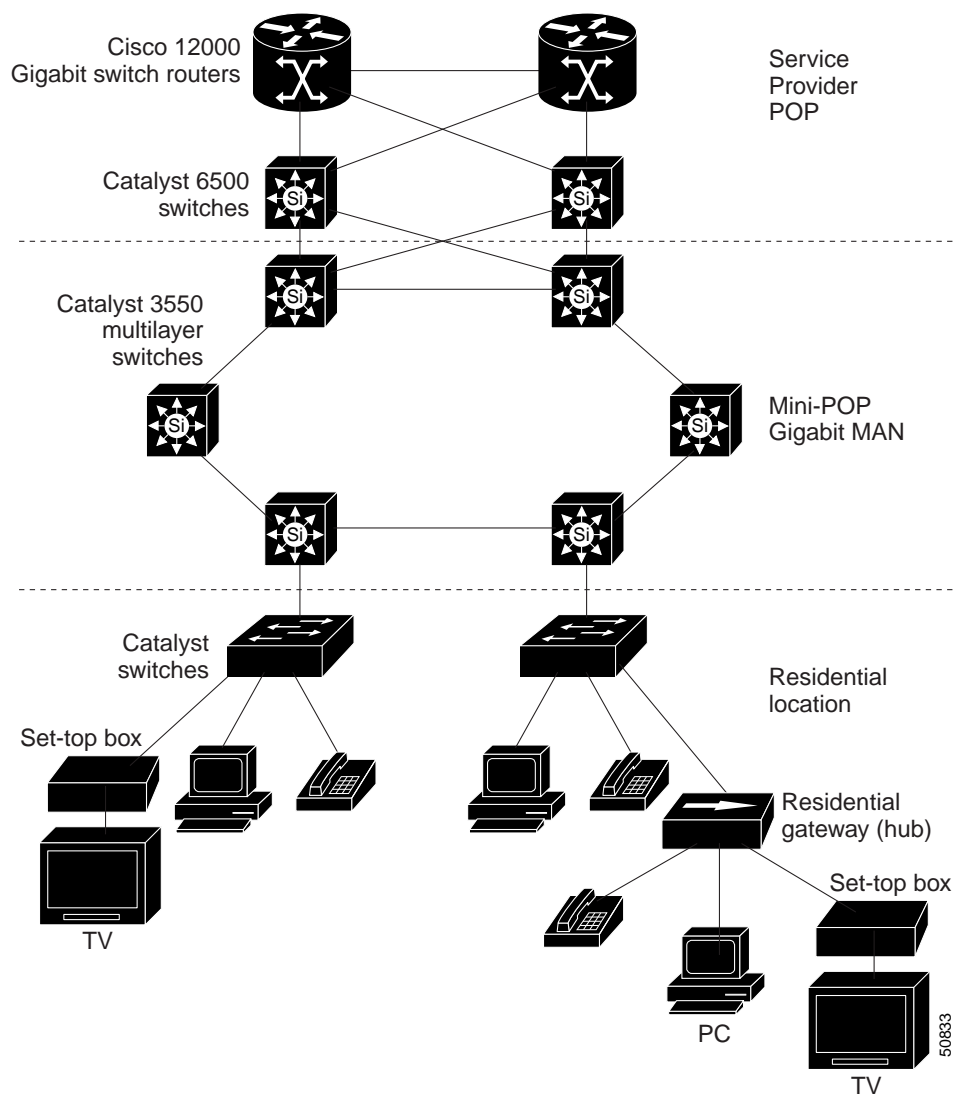 Cisco 12000
Gigabit switch routers
Service
Provider
POP
Catalyst 6500
switches
Si
Si
Si
Si
Catalyst 3550
multilayer
switches
Si
Si
Mini-POP
Gigabit MAN
Si
Si
Catalyst
switches
Residential
location
Set-top box
Residential
gateway (hub)
Set-top box
TV
PC
50833
TV